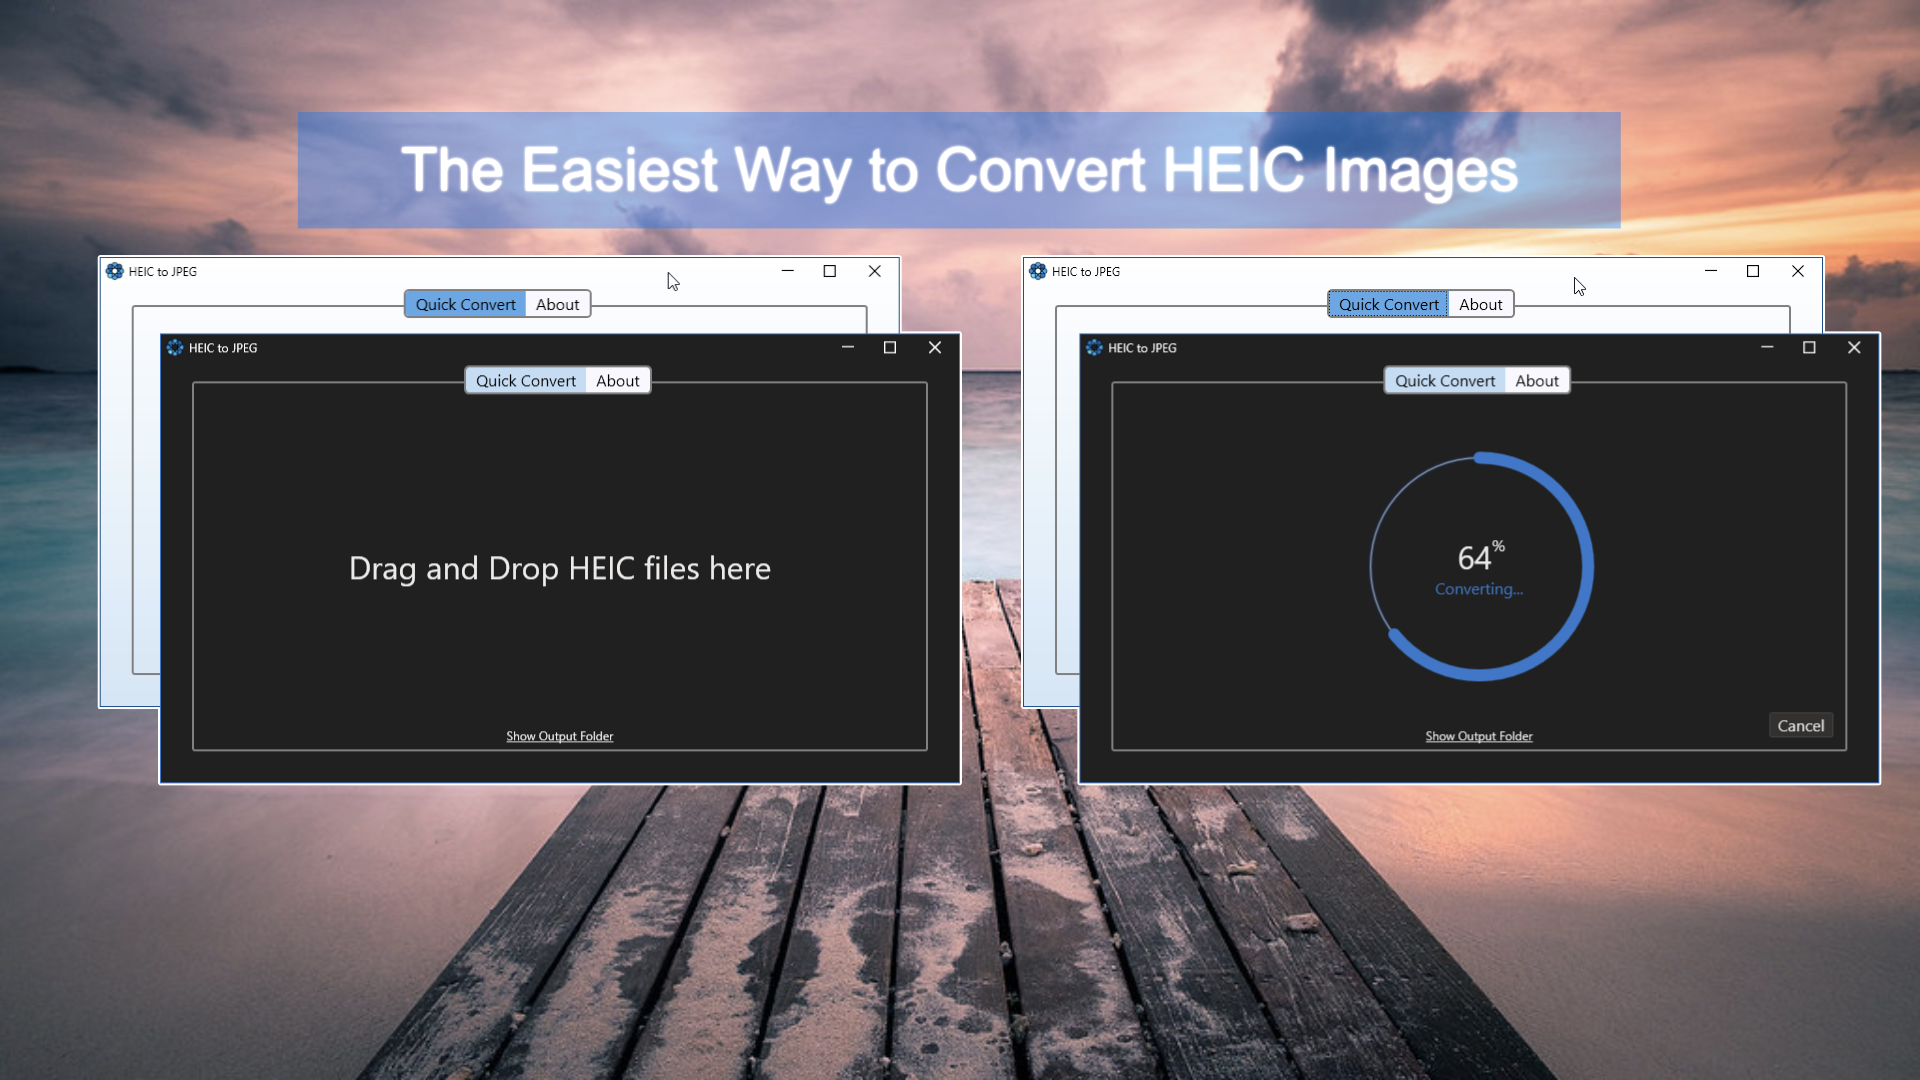 The Easiest Way to Convert HEIC Images
HEIC to JPEG
Quick Convert About
HEIC to JPEG
Quick Convert About
Drag and Drop HEIC files here
Show Output Folder
HEIC to JPEG
Quick Convert About
HEIC to JPEG
Quick Convert About
64%
Converting...
Cancel
Show Output Folder